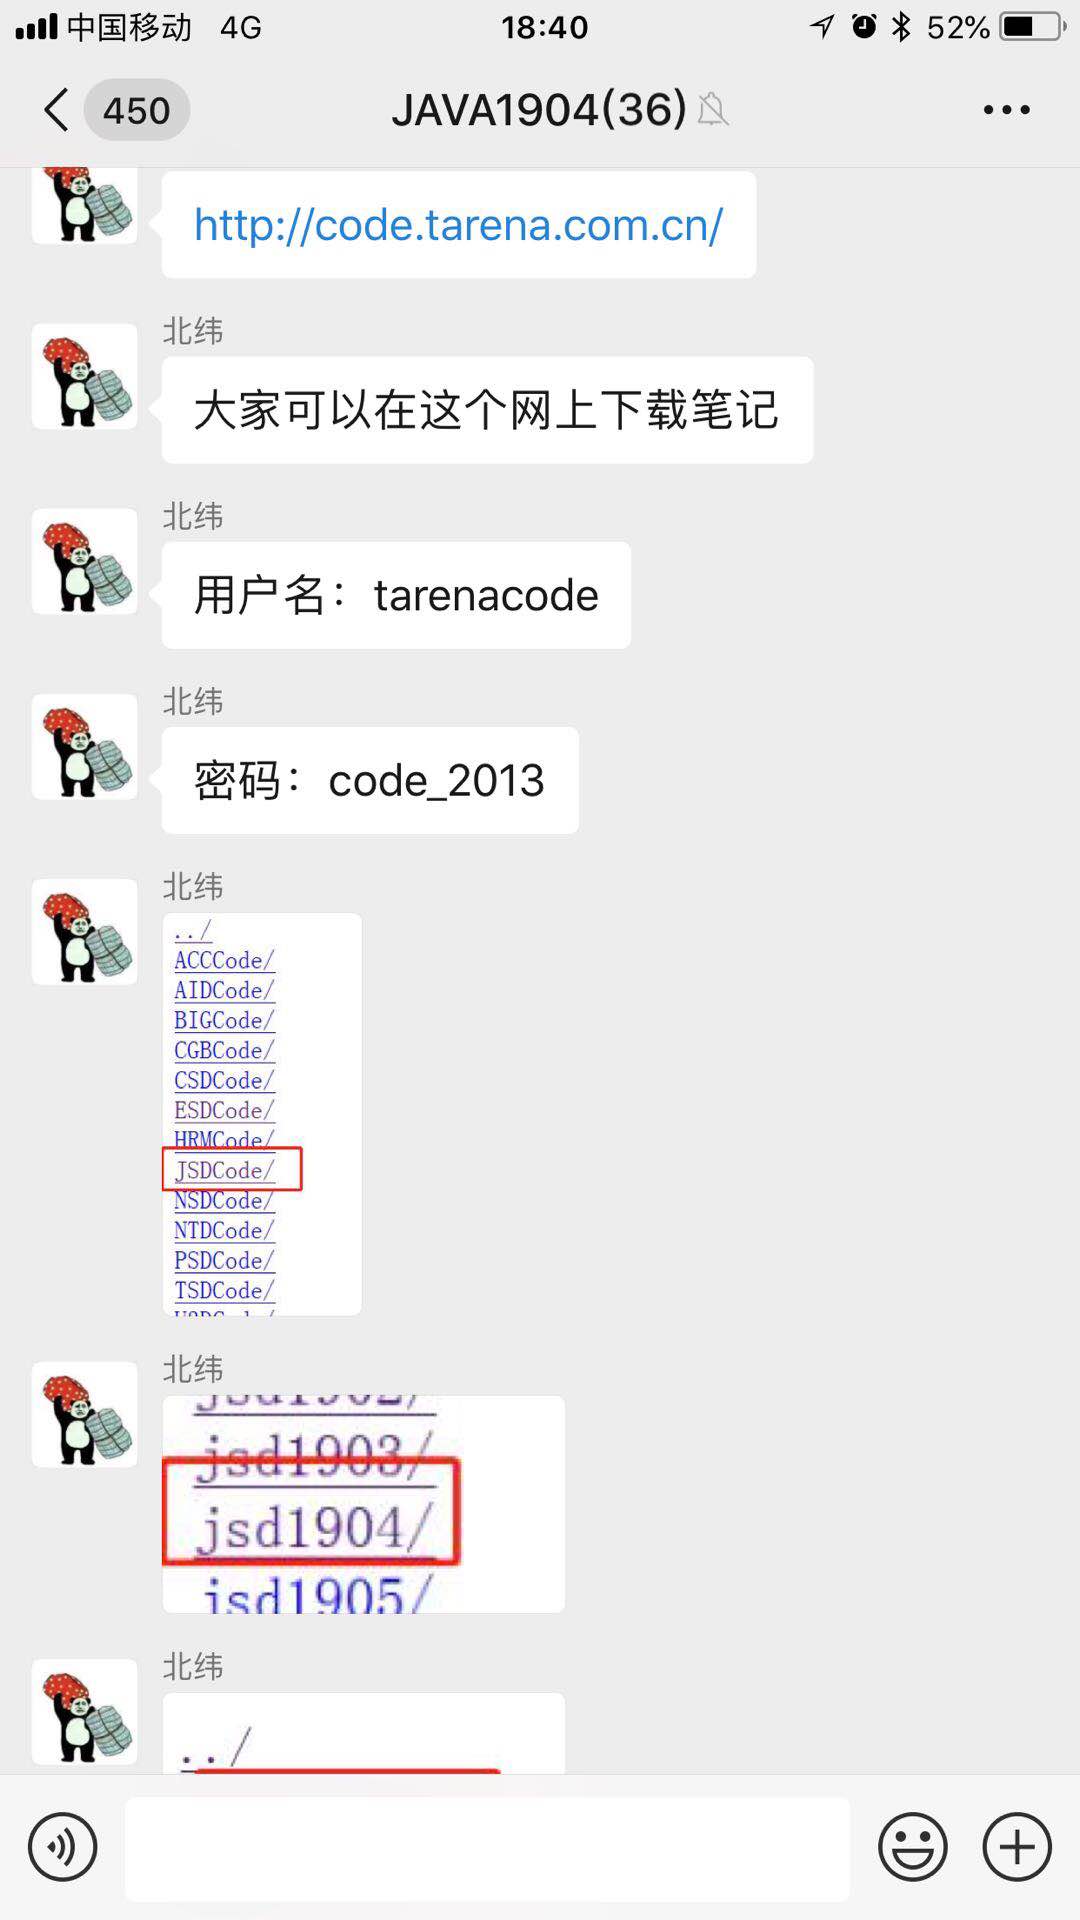 中国移动 4G 18:40 52%
450 JAVA1904(36)
http://code.tarena.com.cn/
北纬
大家可以在这个网上下载笔记
北纬
用户名：tarenacode
北纬
密码：code_2013
北纬
../
ACCCode/
AIDCode/
BIGCode/
CGBCode/
CSDCode/
ESDCode/
HRMCode/
JSDCode/
NSDCode/
NTDCode/
PSDCode/
TSDCode/
北纬
jsd1902/
jsd1903/
jsd1904/
jsd1905/
北纬
../